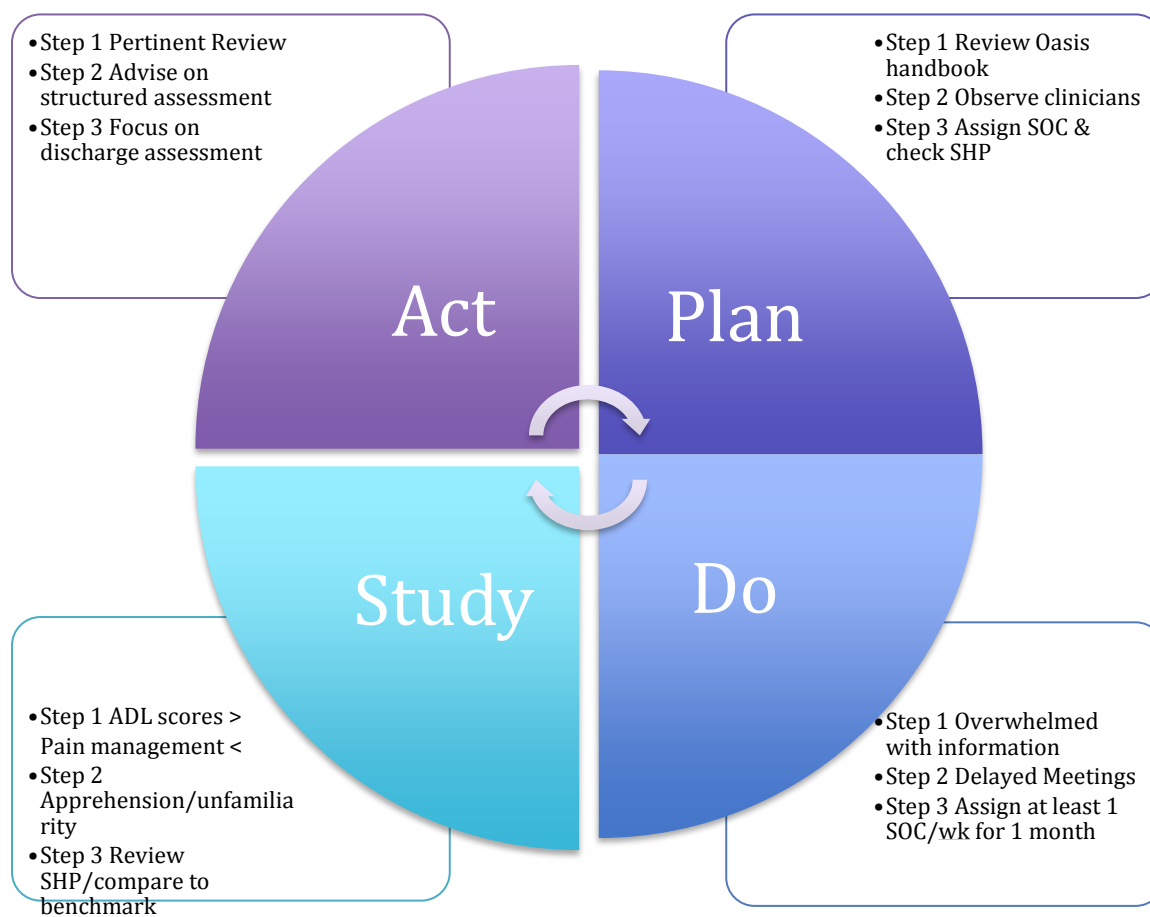 •Step 1 Pertinent Review
•Step 2 Advise on
structured assessment
•Step 3 Focus on
discharge assessment
•Step 1 Review Oasis
handbook
•Step 2 Observe clinicians
•Step 3 Assign SOC &
check SHP
Act
Plan
Study
Do
•Step 1 ADL scores >
Pain management <
•Step 2
Apprehension/unfamilia
rity
•Step 3 Review
SHP/compare to
benchmark
•Step 1 Overwhelmed
with information
•Step 2 Delayed Meetings
•Step 3 Assign at least 1
SOC/wk for 1 month